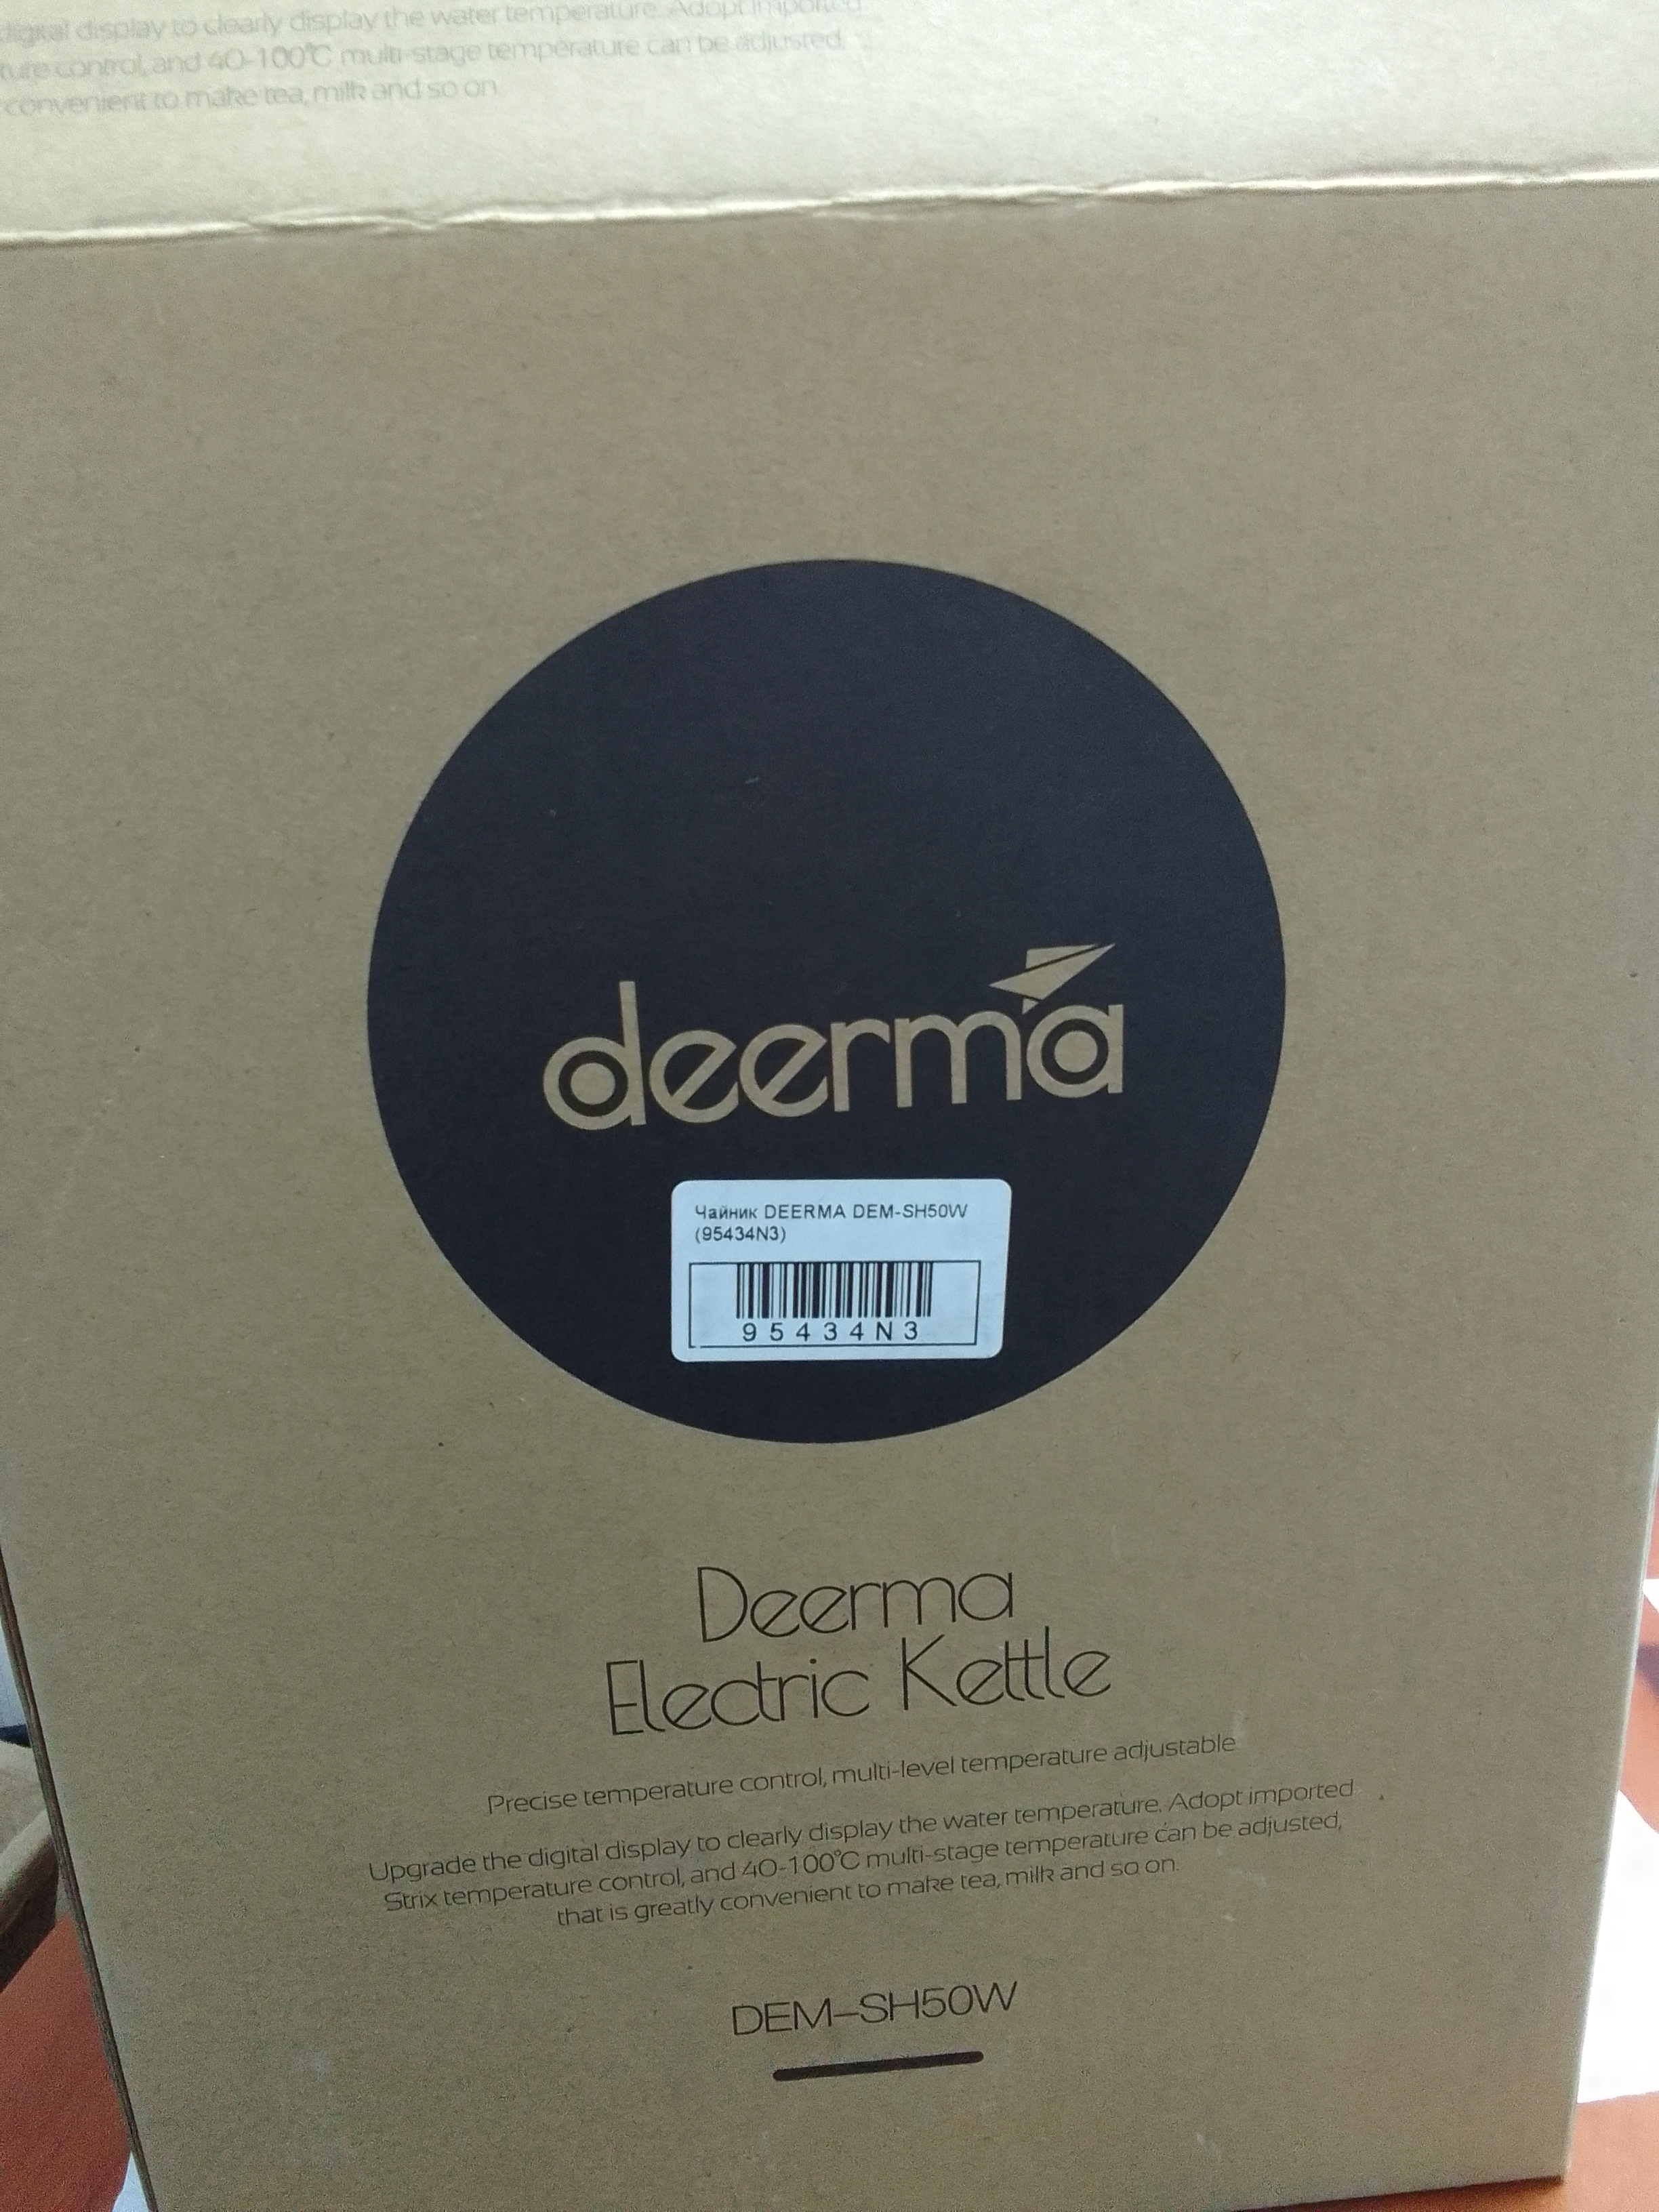 digital display to clearly display the water temperature. Adopt imported
ture control, and 40-100℃ multi-stage temperature can be adjusted,
convenient to make tea, milk and so on.
deerma
Чайник DEERMA DEM-SH50W
(95434N3)
95434N3
Deerma
Electric Kettle
Precise temperature control, multi-level temperature adjustable
Upgrade the digital display to clearly display the water temperature. Adopt imported
Strix temperature control, and 40-100℃ multi-stage temperature can be adjusted,
that is greatly convenient to make tea, milk and so on.
DEM-SH50W